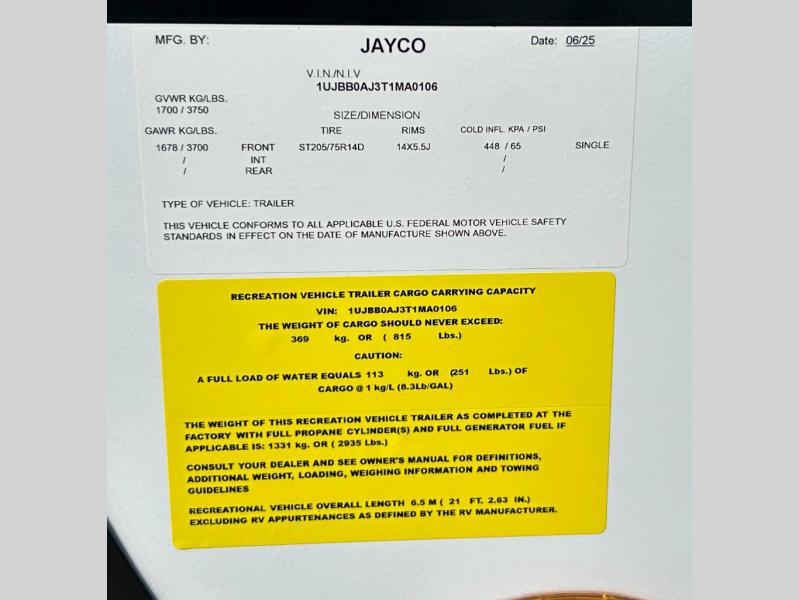 MFG. BY: JAYCO Date: 06/25
V.I.N./N.I.V
1UJBB0AJ3T1MA0106
GVWR KG/LBS.
1700 / 3750
SIZE/DIMENSION
GAWR KG/LBS. TIRE RIMS COLD INFL. KPA / PSI
1678 / 3700 FRONT ST205/75R14D 14X5.5J 448 / 65 SINGLE
/ INT /
/ REAR /
TYPE OF VEHICLE: TRAILER
THIS VEHICLE CONFORMS TO ALL APPLICABLE U.S. FEDERAL MOTOR VEHICLE SAFETY
STANDARDS IN EFFECT ON THE DATE OF MANUFACTURE SHOWN ABOVE.
RECREATION VEHICLE TRAILER CARGO CARRYING CAPACITY
VIN: 1UJBB0AJ3T1MA0106
THE WEIGHT OF CARGO SHOULD NEVER EXCEED:
369 kg. OR ( 815 Lbs.)
CAUTION:
A FULL LOAD OF WATER EQUALS 113 kg. OR (251 Lbs.) OF
CARGO @ 1 kg/L (8.3Lb/GAL)
THE WEIGHT OF THIS RECREATION VEHICLE TRAILER AS COMPLETED AT THE
FACTORY WITH FULL PROPANE CYLINDER(S) AND FULL GENERATOR FUEL IF
APPLICABLE IS: 1331 kg. OR ( 2935 Lbs.)
CONSULT YOUR DEALER AND SEE OWNER'S MANUAL FOR DEFINITIONS,
ADDITIONAL WEIGHT, LOADING, WEIGHING INFORMATION AND TOWING
GUIDELINES
RECREATIONAL VEHICLE OVERALL LENGTH 6.5 M ( 21 FT. 2.63 IN.)
EXCLUDING RV APPURTENANCES AS DEFINED BY THE RV MANUFACTURER.